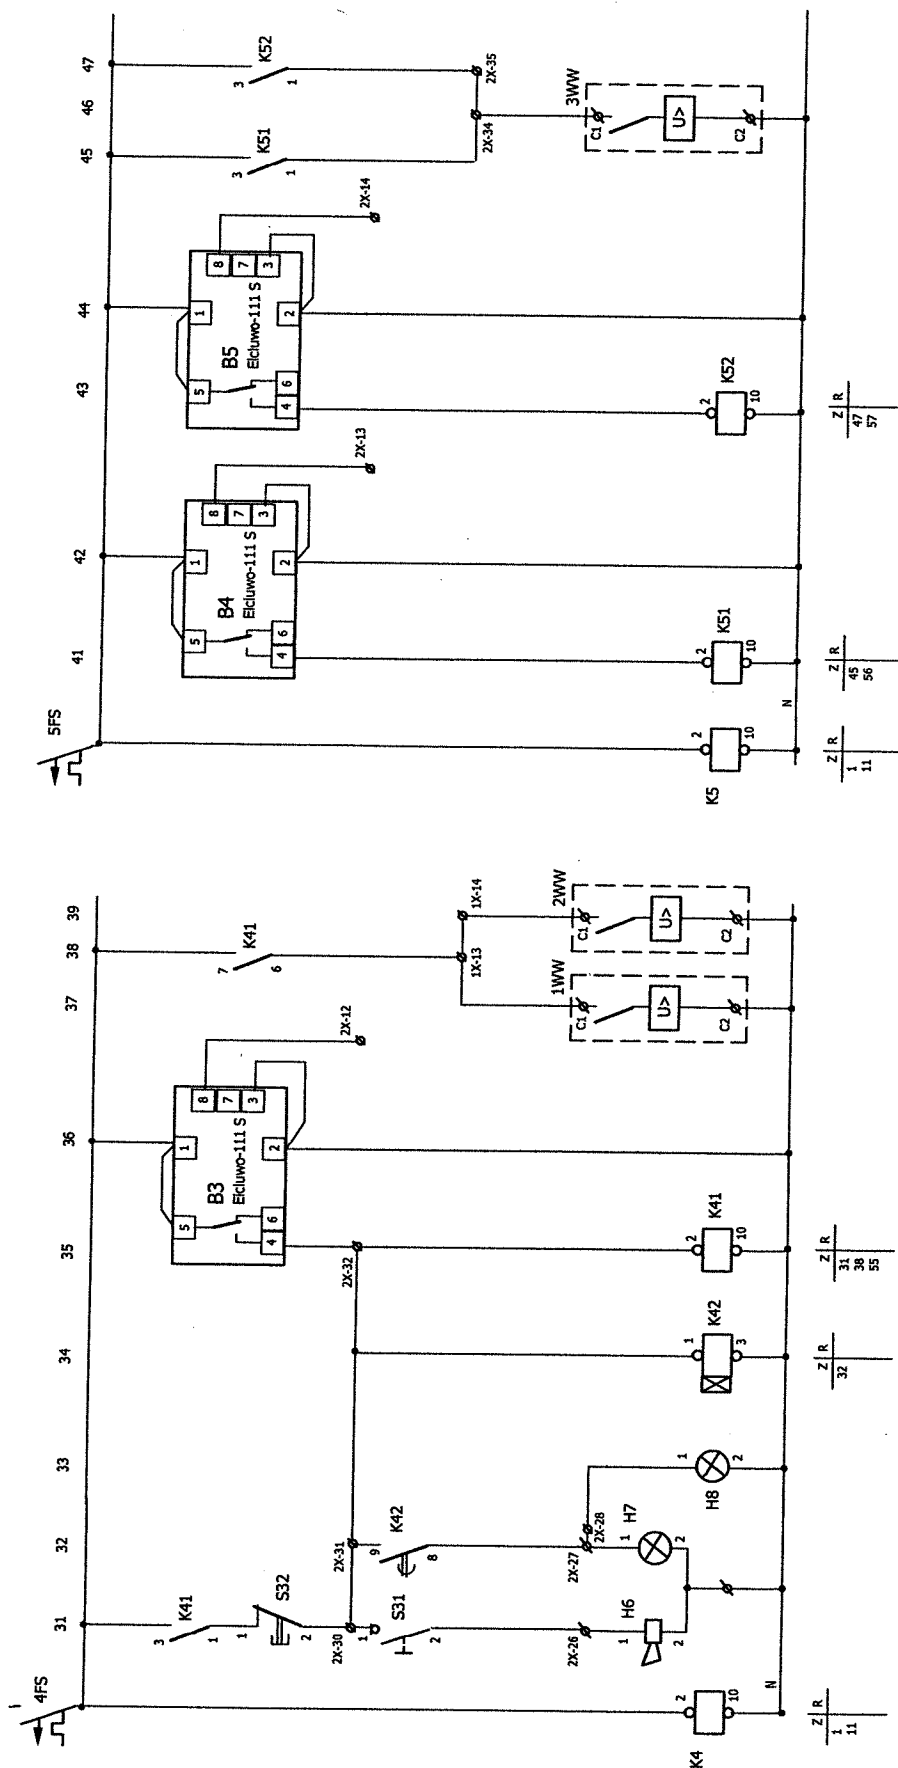 4FS
31
32
33
34
35
36
37
38
39
K41
3
1
S32
1
2
2X-30
2X-31
2X-32
S31
1
2
K42
9
8
2X-26
2X-27
2X-28
H6
1
2
H7
1
2
H8
1
2
B3
Elcluwo-111 S
5
1
4
6
2
8
7
3
2X-12
K41
7
6
1X-13
1X-14
1WW
C1
U>
C2
2WW
C1
U>
C2
K4
2
10
N
K42
1
3
K41
2
10
Z R
1
11
Z R
32
Z R
31
38
55
5FS
41
42
43
44
45
46
47
B4
Elcluwo-111 S
5
1
4
6
2
8
7
3
2X-13
B5
Elcluwo-111 S
5
1
4
6
2
8
7
3
2X-14
K51
3
1
K52
3
1
2X-34
2X-35
3WW
C1
U>
C2
K5
2
10
N
K51
2
10
K52
2
10
Z R
1
11
Z R
45
56
Z R
47
57